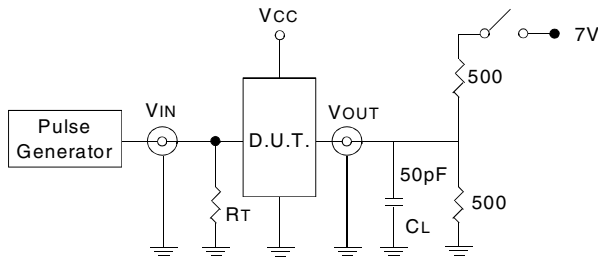 VCC
7V
500
Pulse
Generator
VIN
D.U.T.
VOUT
50pF
500
RT
CL